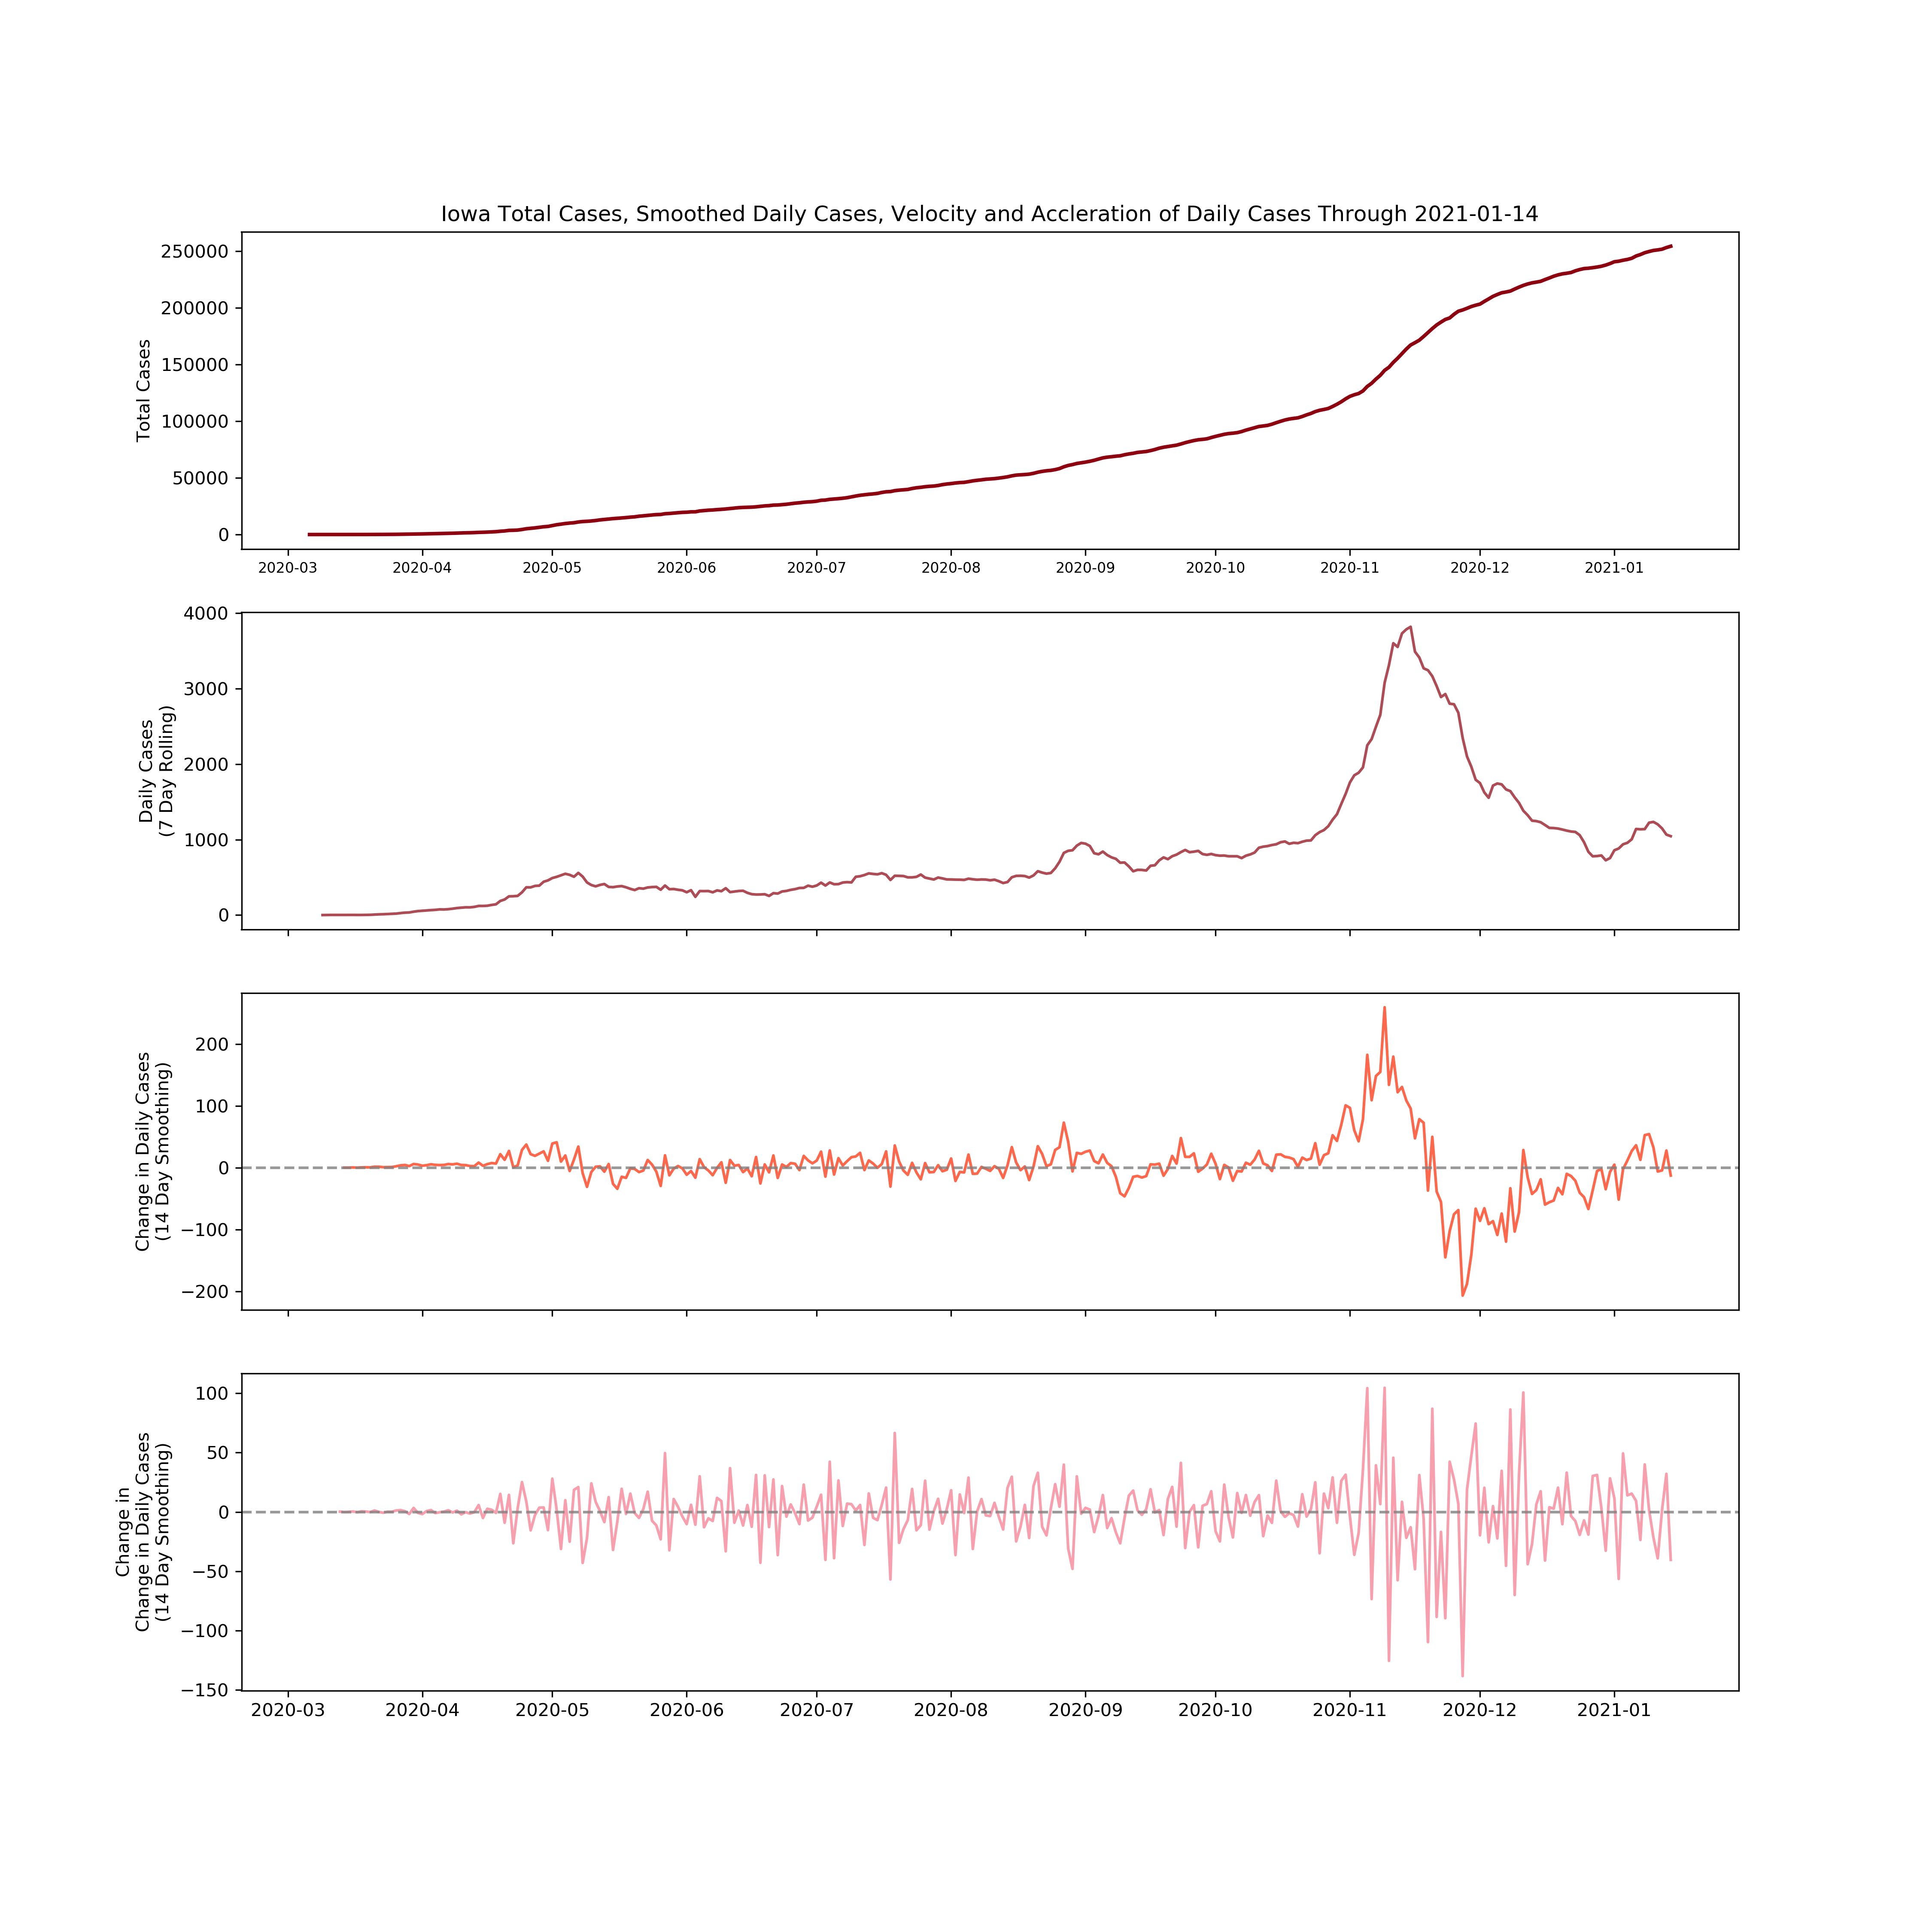 Iowa Total Cases, Smoothed Daily Cases, Velocity and Accleration of Daily Cases Through 2021-01-14
Total Cases
250000
200000
150000
100000
50000
0
2020-03 2020-04 2020-05 2020-06 2020-07 2020-08 2020-09 2020-10 2020-11 2020-12 2021-01
Daily Cases
(7 Day Rolling)
4000
3000
2000
1000
0
Change in Daily Cases
(14 Day Smoothing)
200
100
0
−100
−200
Change in
Change in Daily Cases
(14 Day Smoothing)
100
50
0
−50
−100
−150
2020-03 2020-04 2020-05 2020-06 2020-07 2020-08 2020-09 2020-10 2020-11 2020-12 2021-01